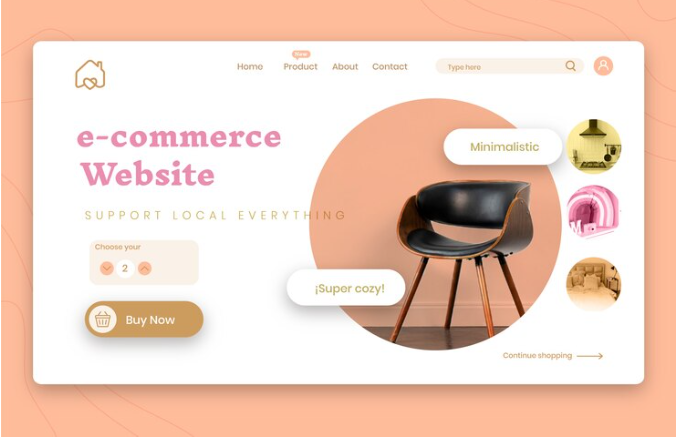 New
Home Product About Contact Type here
e-commerce
Website
Minimalistic
SUPPORT LOCAL EVERYTHING
Choose your
2
¡Super cozy!
Buy Now
Continue shopping